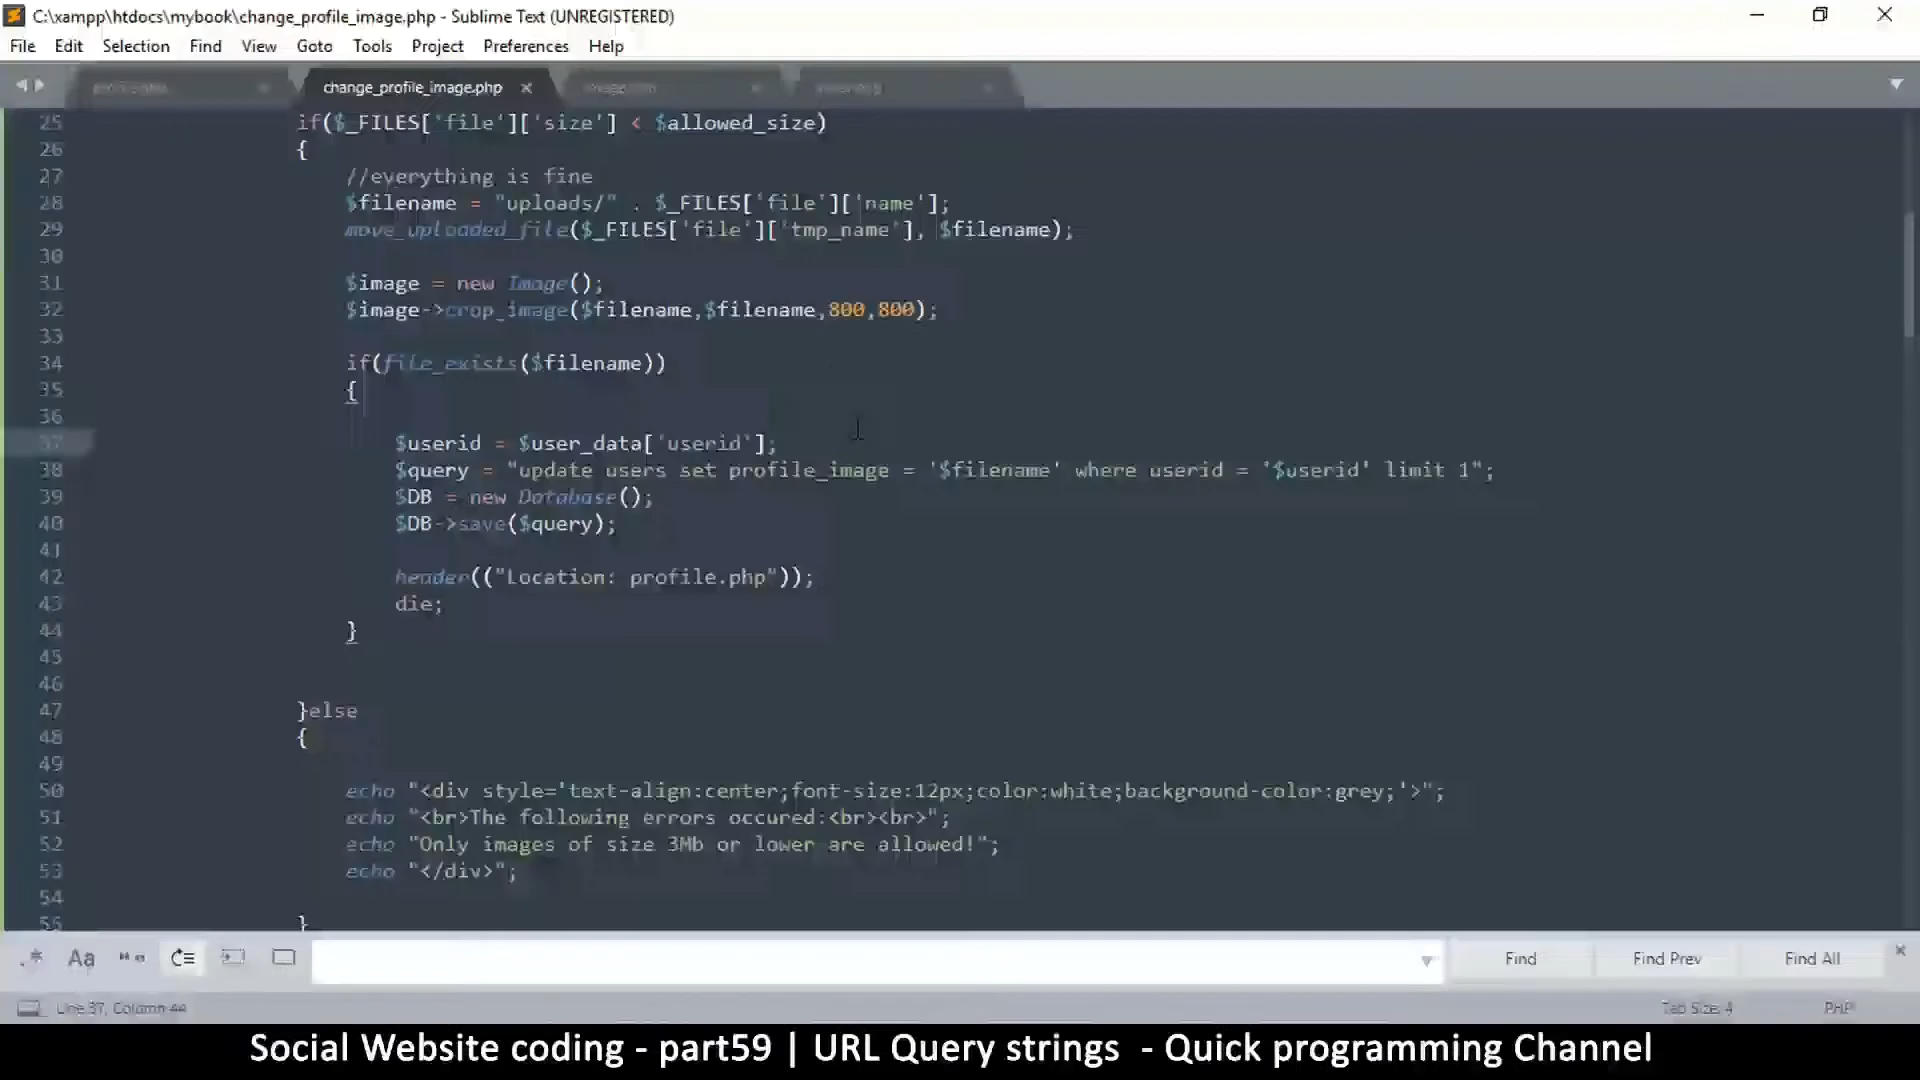 C:\xampp\htdocs\mybook\change_profile_image.php - Sublime Text (UNREGISTERED)
File Edit Selection Find View Goto Tools Project Preferences Help
change_profile_image.php
25 if($_FILES['file']['size'] < $allowed_size)
26 {
27 //everything is fine
28 $filename = "uploads/" . $_FILES['file']['name'];
29 move_uploaded_file($_FILES['file']['tmp_name'], $filename);
30
31 $image = new Image();
32 $image->crop_image($filename,$filename,800,800);
33
34 if(file_exists($filename))
35 {
36
37 $userid = $user_data['userid'];
38 $query = "update users set profile_image = '$filename' where userid = '$userid' limit 1";
39 $DB = new Database();
40 $DB->save($query);
41
42 header(("Location: profile.php"));
43 die;
44 }
45
46
47 }else
48 {
49
50 echo "<div style='text-align:center;font-size:12px;color:white;background-color:grey;'>";
51 echo "<br>The following errors occured:<br><br>";
52 echo "Only images of size 3Mb or lower are allowed!";
53 echo "</div>";
54
55 }
.* Aa “” Find Find Prev Find All
Line 37, Column 44 Tab Size: 4 PHP
Social Website coding - part59 | URL Query strings - Quick programming Channel